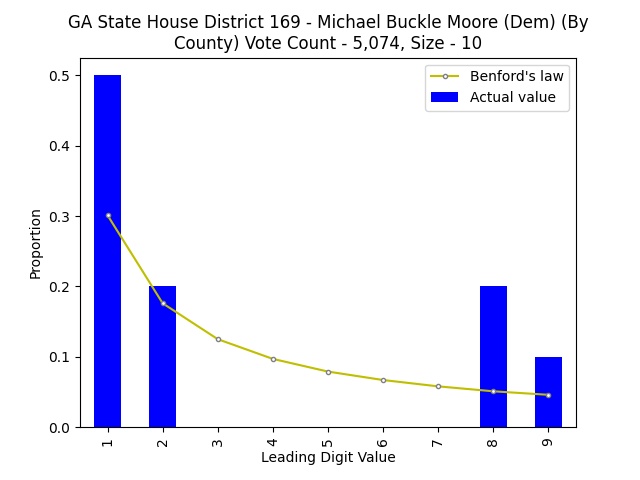 GA State House District 169 - Michael Buckle Moore (Dem) (By
County) Vote Count - 5,074, Size - 10
Benford's law
Actual value
0.5
0.4
0.3
0.2
0.1
0.0
Proportion
1 2 3 4 5 6 7 8 9
Leading Digit Value